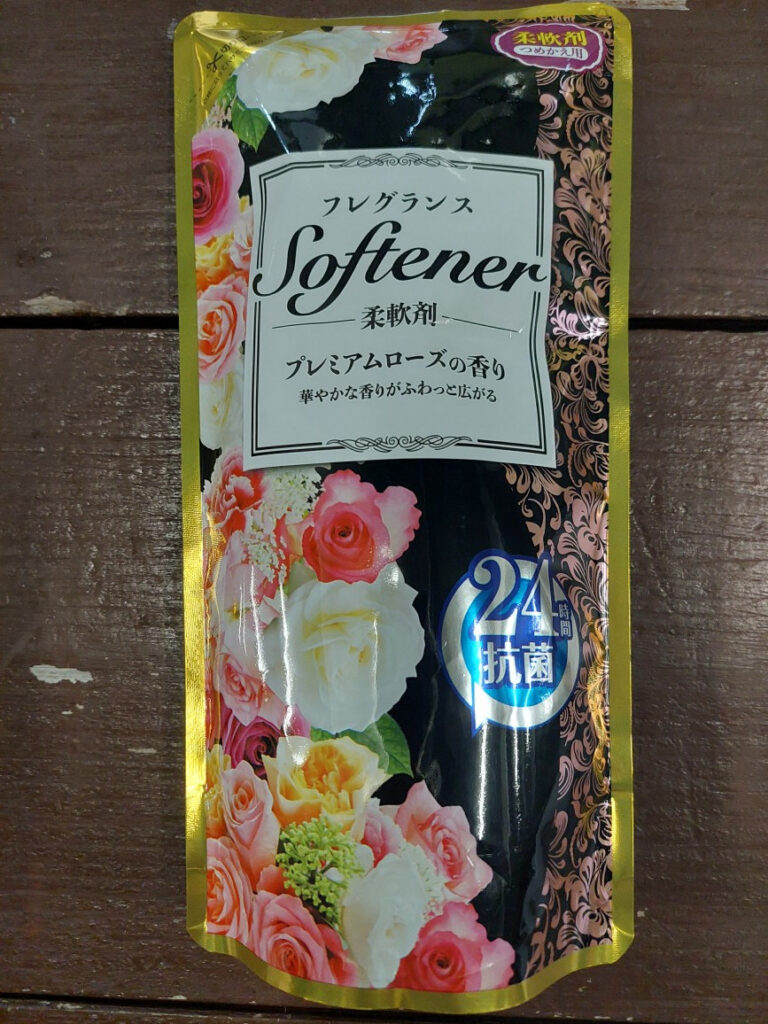 柔軟剤
つめかえ用
フレグランス
Softener
柔軟剤
プレミアムローズの香り
華やかな香りがふわっと広がる
24時間
抗菌